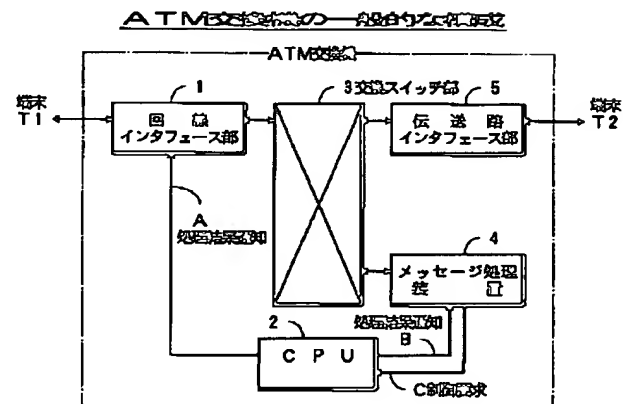 ATM交換機の一般的な構成
ATM交換機
1
3 交換スイッチ部
5
端末
T1
回線
インタフェース部
伝送路
インタフェース部
端末
T2
A
処理結果通知
4
メッセージ処理
装置
処理結果通知
B
2
CPU
C制御要求